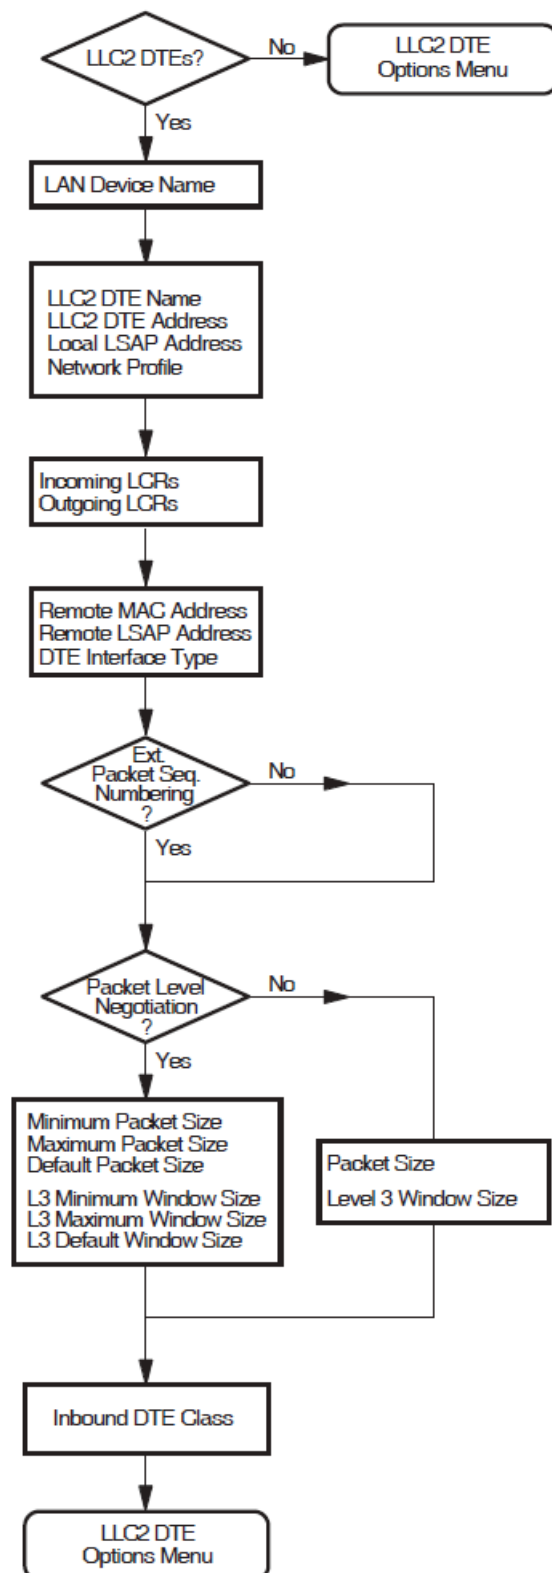 LLC2 DTEs?
No
LLC2 DTE
Options Menu
Yes
LAN Device Name
LLC2 DTE Name
LLC2 DTE Address
Local LSAP Address
Network Profile
Incoming LCRs
Outgoing LCRs
Remote MAC Address
Remote LSAP Address
DTE Interface Type
Ext.
Packet Seq.
Numbering
?
No
Yes
Packet Level
Negotiation
?
No
Yes
Minimum Packet Size
Maximum Packet Size
Default Packet Size
L3 Minimum Window Size
L3 Maximum Window Size
L3 Default Window Size
Packet Size
Level 3 Window Size
Inbound DTE Class
LLC2 DTE
Options Menu